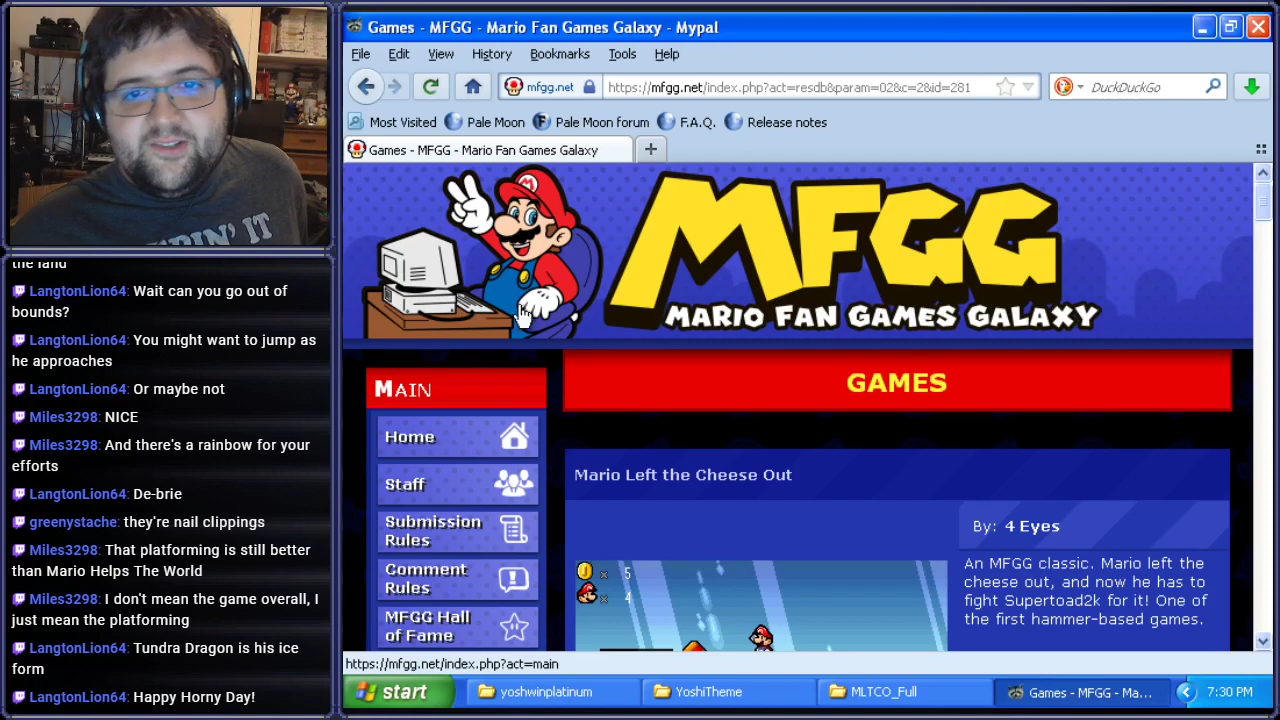 PIN' IT
the land
LangtonLion64: Wait can you go out of
bounds?
LangtonLion64: You might want to jump as
he approaches
LangtonLion64: Or maybe not
Miles3298: NICE
Miles3298: And there's a rainbow for your
efforts
LangtonLion64: De-brie
greenystache: they're nail clippings
Miles3298: That platforming is still better
than Mario Helps The World
Miles3298: I don't mean the game overall, I
just mean the platforming
LangtonLion64: Tundra Dragon is his ice
form
LangtonLion64: Happy Horny Day!
Games - MFGG - Mario Fan Games Galaxy - Mypal
File Edit View History Bookmarks Tools Help
mfgg.net https://mfgg.net/index.php?act=resdb&param=02&c=2&id=281 DuckDuckGo
Most Visited Pale Moon Pale Moon forum F.A.Q. Release notes
Games - MFGG - Mario Fan Games Galaxy
M
MFGG
MARIO FAN GAMES GALAXY
MAIN
Home
Staff
Submission
Rules
Comment
Rules
MFGG Hall
of Fame
GAMES
Mario Left the Cheese Out
5
4
By: 4 Eyes
An MFGG classic. Mario left the
cheese out, and now he has to
fight Supertoad2k for it! One of
the first hammer-based games.
https://mfgg.net/index.php?act=main
start yoshwinplatinum YoshiTheme MLTCO_Full Games - MFGG - Ma... 7:30 PM